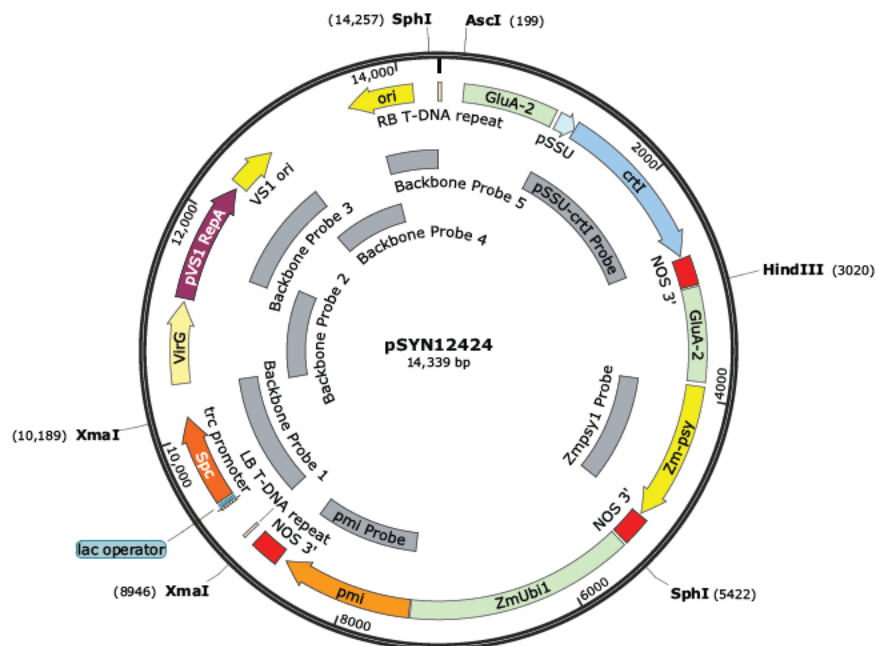 (14,257) SphI
AscI (199)
14,000
ori
RB T-DNA repeat
GluA-2
pSSU
2000
crtI
VS1 ori
Backbone Probe 5
pSSU-crtI Probe
12,000
pVS1 RepA
Backbone Probe 3
Backbone Probe 4
NOS 3'
HindIII (3020)
Backbone Probe 2
GluA-2
VirG
pSYN12424
14,339 bp
4000
Backbone Probe 1
Zmpsy1 Probe
Zm-psy
(10,189) XmaI
10,000
trc promoter
Spc
LB T-DNA repeat
NOS 3'
pmi Probe
NOS 3'
lac operator
SphI (5422)
(8946) XmaI
pmi
ZmUbi1
6000
8000